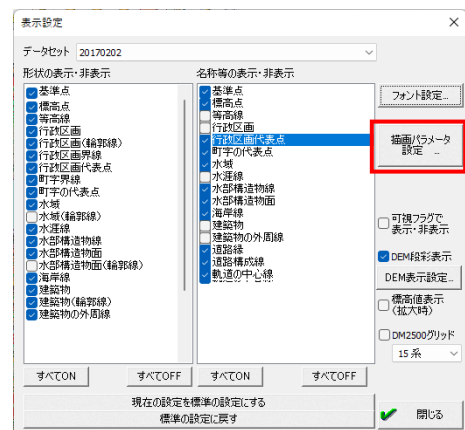 表示設定
データセット 20170202
形状の表示・非表示
基準点
標高点
等高線
行政区画
行政区画(輪郭線)
行政区画界線
行政区画代表点
町字界線
町字の代表点
水域
水域(輪郭線)
水涯線
水部構造物線
水部構造物面
水部構造物面(輪郭線)
海岸線
建築物
建築物(輪郭線)
建築物の外周線
すべてON
すべてOFF
名称等の表示・非表示
基準点
標高点
等高線
行政区画
行政区画代表点
町字の代表点
水域
水涯線
水部構造物線
水部構造物面
海岸線
建築物
建築物の外周線
道路縁
道路構成線
軌道の中心線
すべてON
すべてOFF
フォント設定...
描画パラメータ
設定 ...
可視フラグで
表示・非表示
DEM段彩表示
DEM表示設定...
標高値表示
(拡大時)
DM2500グリッド
15 系
現在の設定を標準の設定にする
標準の設定に戻す
閉じる